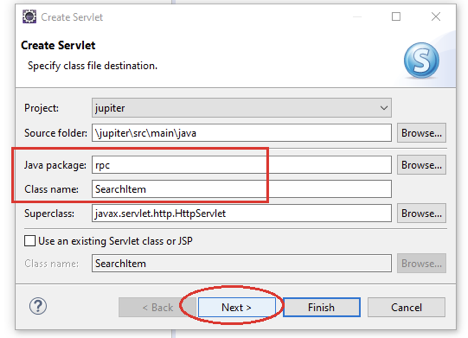 Create Servlet
Create Servlet
Specify class file destination.
S
Project: jupiter
Source folder: \jupiter\src\main\java Browse...
Java package: rpc Browse...
Class name: SearchItem
Superclass: javax.servlet.http.HttpServlet Browse...
Use an existing Servlet class or JSP
Class name: SearchItem Browse...
? < Back Next > Finish Cancel